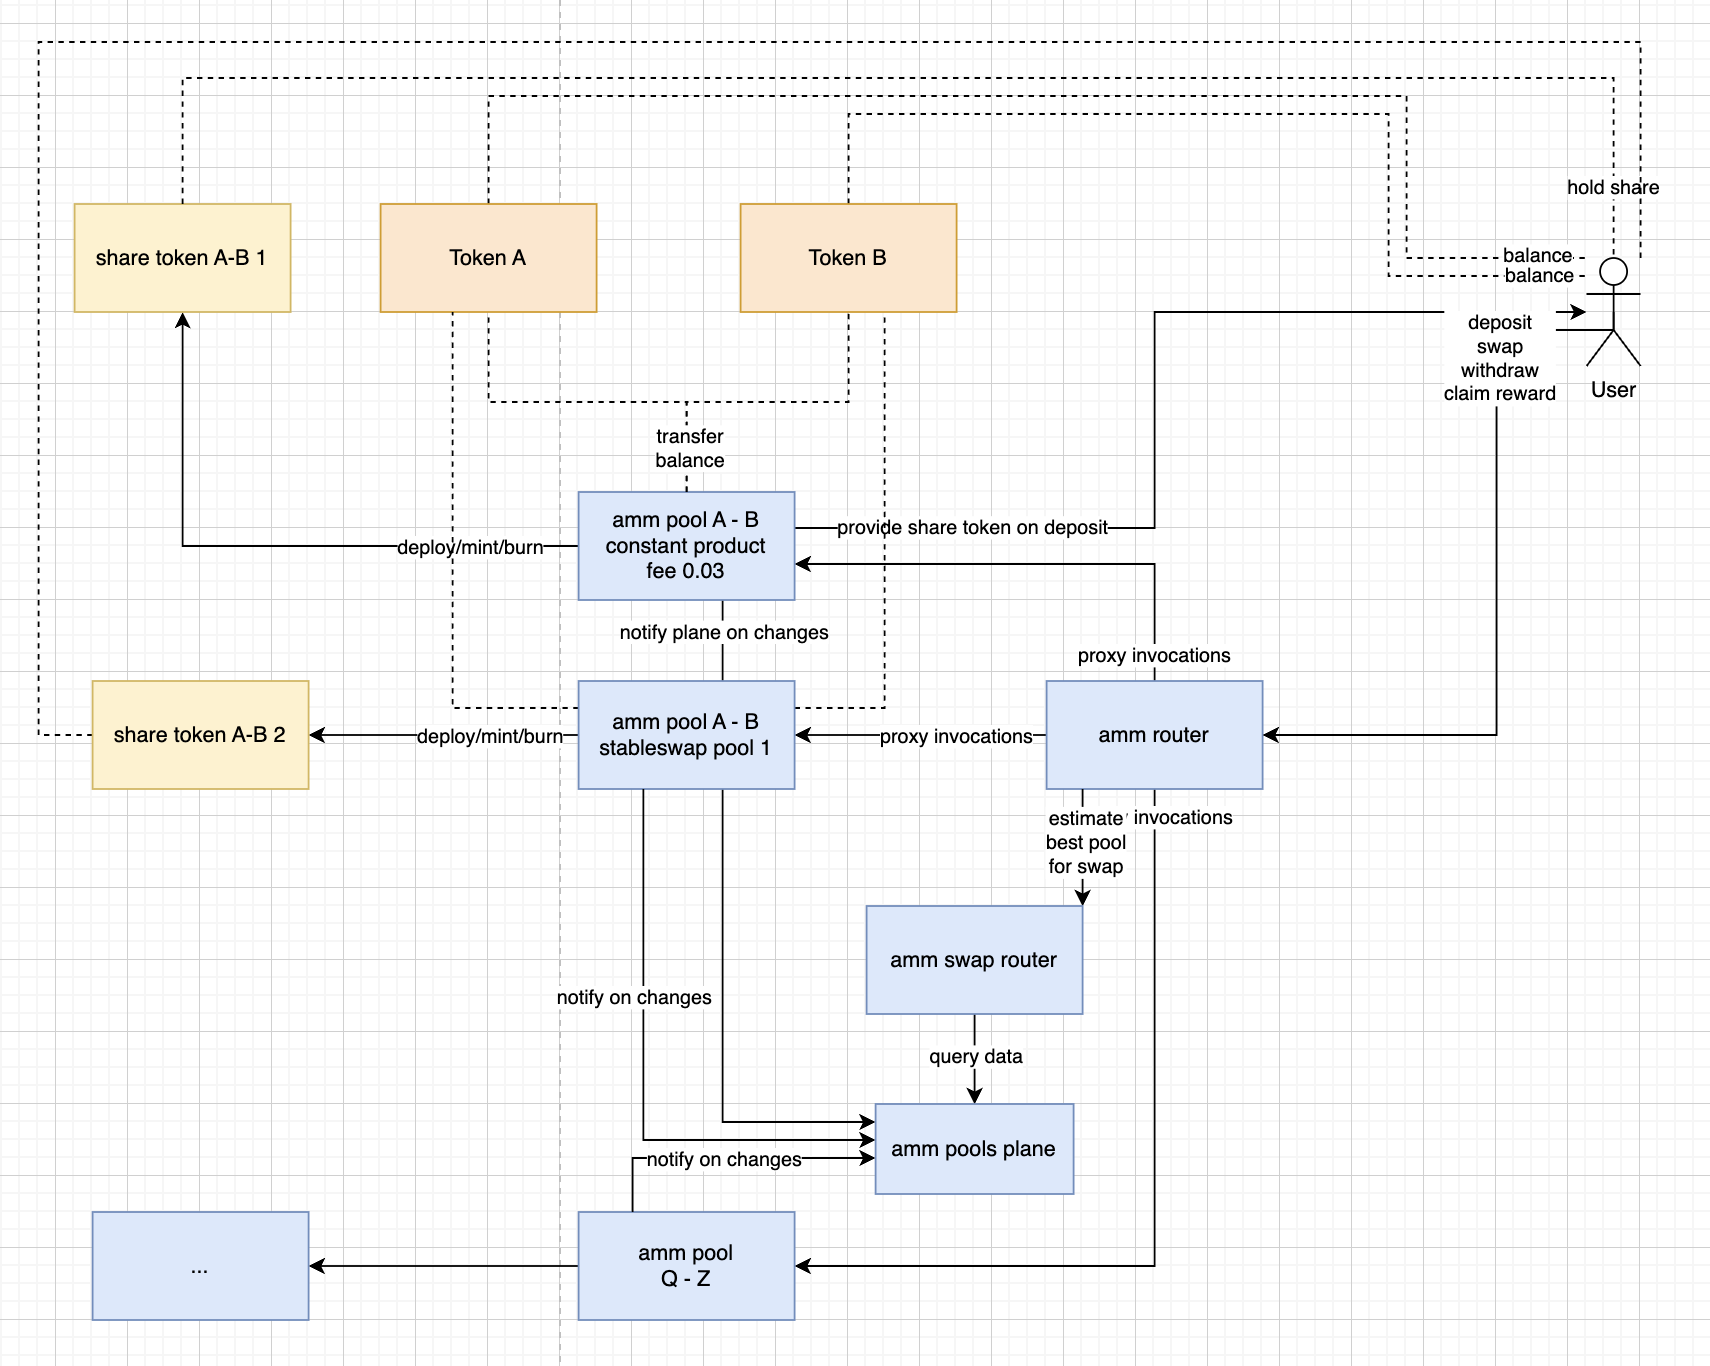 hold share
share token A-B 1
Token A
Token B
balance
balance
deposit
swap
withdraw
claim reward
User
transfer
balance
amm pool A - B
constant product
fee 0.03
provide share token on deposit
deploy/mint/burn
notify plane on changes
proxy invocations
share token A-B 2
deploy/mint/burn
amm pool A - B
stableswap pool 1
proxy invocations
amm router
estimate
best pool
for swap
invocations
amm swap router
notify on changes
query data
amm pools plane
notify on changes
...
amm pool
Q - Z